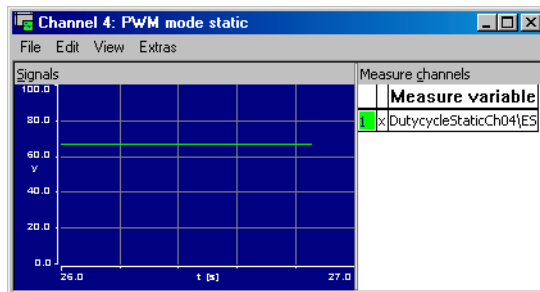 Channel 4: PWM mode static
File Edit View Extras
Signals
Measure channels
100.0
80.0
60.0
y
40.0
20.0
0.0
26.0 t [s] 27.0
Measure variable
1 x DutycycleStaticCh04\ES